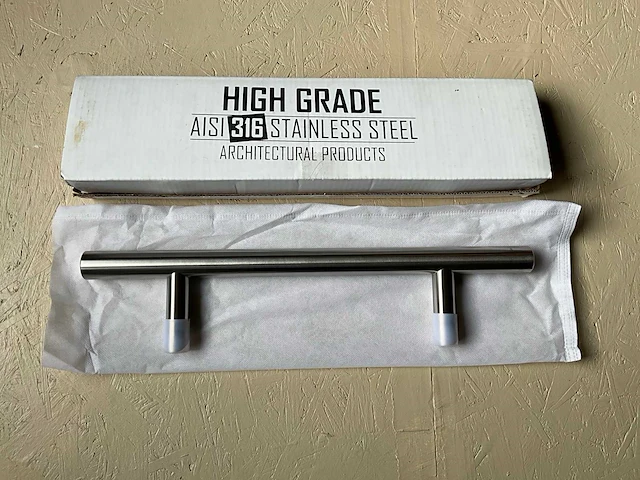 HIGH GRADE
AISI 316 STAINLESS STEEL
ARCHITECTURAL PRODUCTS